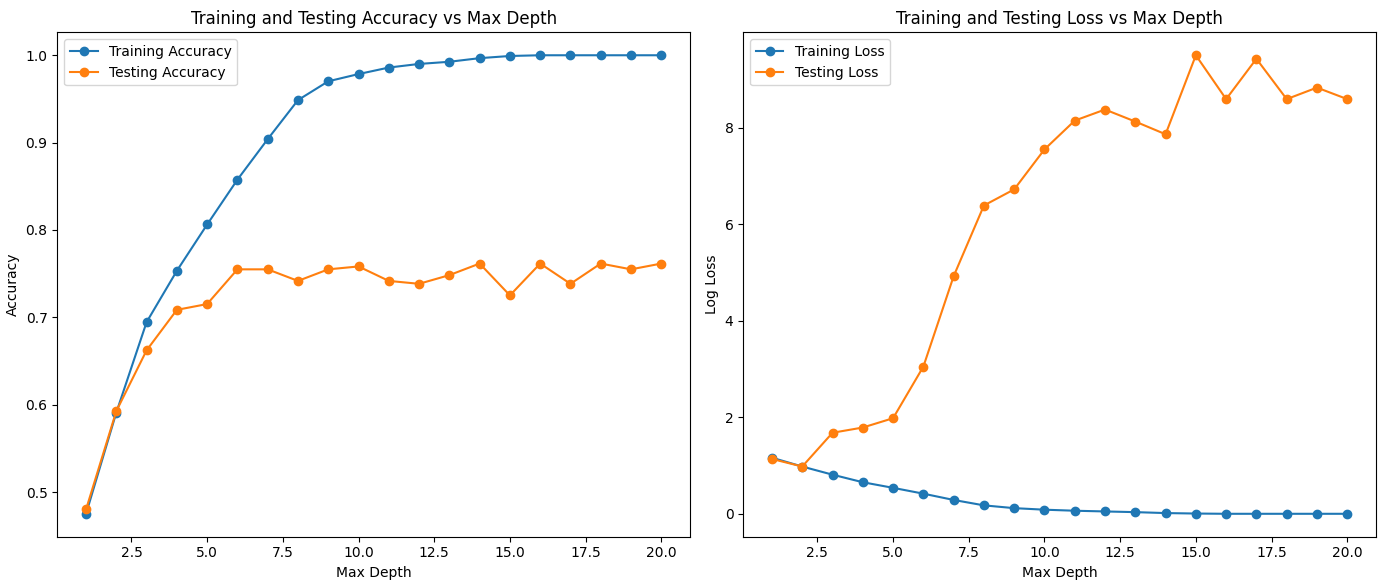 Training and Testing Accuracy vs Max Depth
Training Accuracy
Testing Accuracy
Accuracy
1.0
0.9
0.8
0.7
0.6
0.5
2.5 5.0 7.5 10.0 12.5 15.0 17.5 20.0
Max Depth
Training and Testing Loss vs Max Depth
Training Loss
Testing Loss
Log Loss
8
6
4
2
0
2.5 5.0 7.5 10.0 12.5 15.0 17.5 20.0
Max Depth